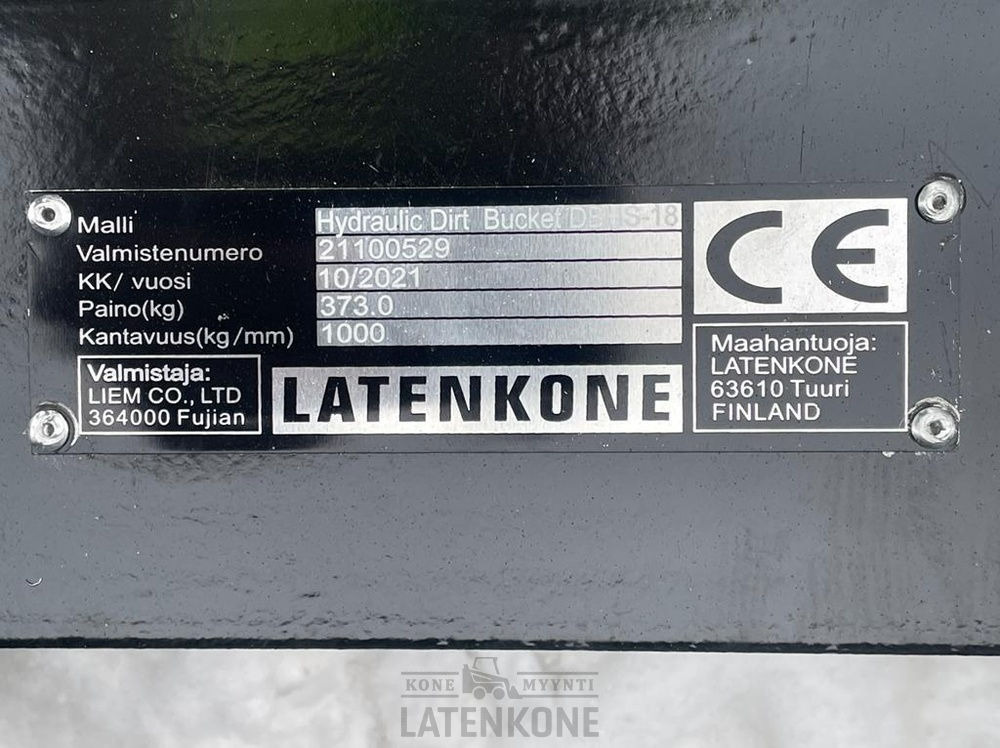 Malli Hydraulic Dirt Bucket
Valmistenumero 21100529
KK/ vuosi 10/2021
Paino(kg) 373.0
Kantavuus(kg/mm) 1000
CE
Valmistaja:
LIEM CO., LTD
364000 Fujian
LATENKONE
Maahantuoja:
LATENKONE
63610 Tuuri
FINLAND
KONE MYYNTI
LATENKONE